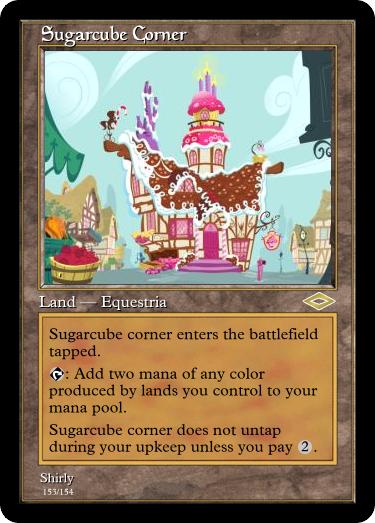 Sugarcube Corner
Land — Equestria
Sugarcube corner enters the battlefield
tapped.
: Add two mana of any color
produced by lands you control to your
mana pool.
Sugarcube corner does not untap
during your upkeep unless you pay 2.
Shirly
153/154